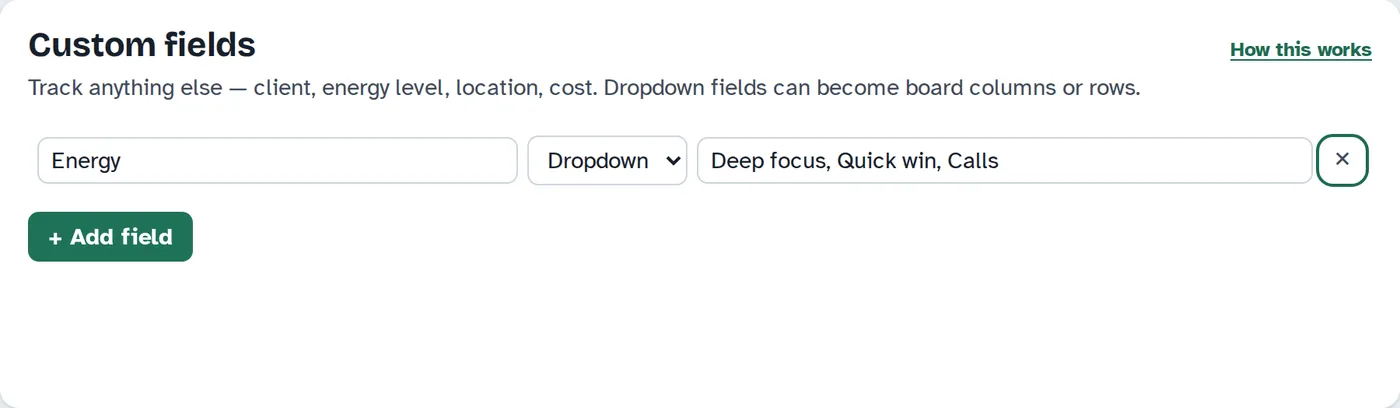 Custom fields
How this works
Track anything else — client, energy level, location, cost. Dropdown fields can become board columns or rows.
Energy
Dropdown
Deep focus, Quick win, Calls
×
+ Add field